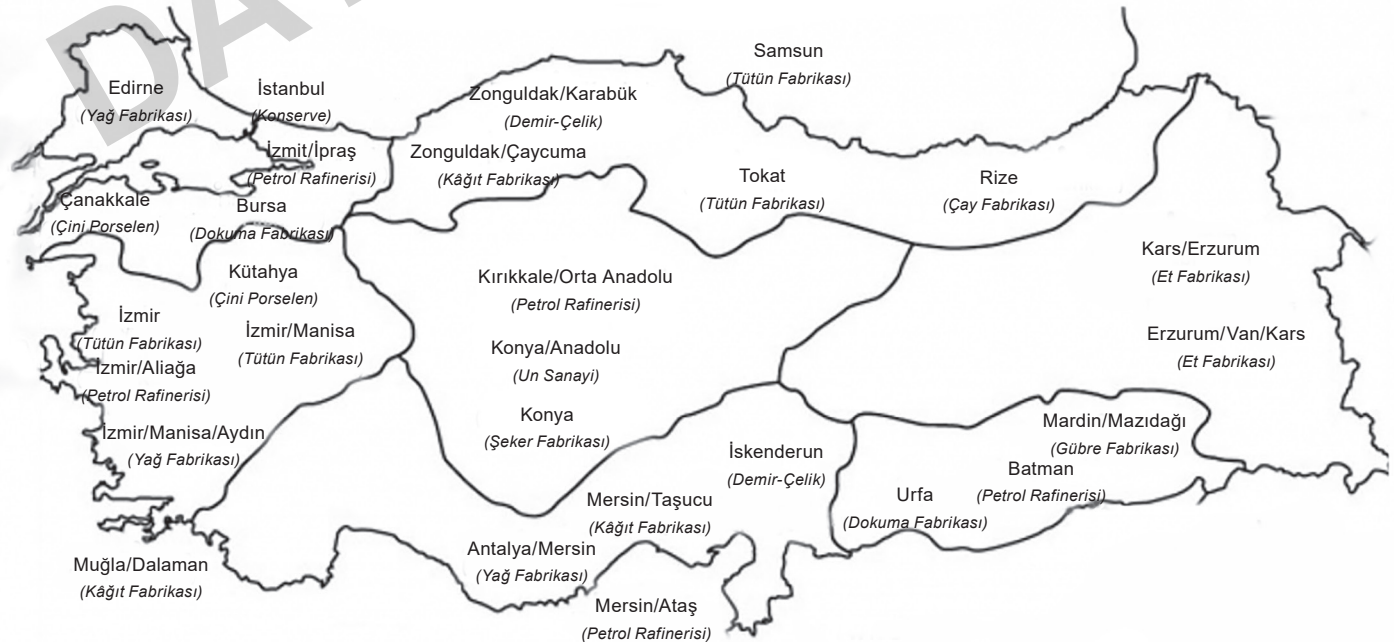 DA
Samsun
(Tütün Fabrikası)
Edirne
(Yağ Fabrikası)
İstanbul
(Konserve)
Zonguldak/Karabük
(Demir-Çelik)
İzmit/İpraş
(Petrol Rafinerisi)
Zonguldak/Çaycuma
(Kâğıt Fabrikası)
Tokat
(Tütün Fabrikası)
Rize
(Çay Fabrikası)
Çanakkale
(Çini Porselen)
Bursa
(Dokuma Fabrikası)
Kars/Erzurum
(Et Fabrikası)
Kütahya
(Çini Porselen)
Kırıkkale/Orta Anadolu
(Petrol Rafinerisi)
İzmir
(Tütün Fabrikası)
İzmir/Manisa
(Tütün Fabrikası)
Erzurum/Van/Kars
(Et Fabrikası)
Konya/Anadolu
(Un Sanayi)
İzmir/Aliağa
(Petrol Rafinerisi)
Konya
(Şeker Fabrikası)
Mardin/Mazıdağı
(Gübre Fabrikası)
İzmir/Manisa/Aydın
(Yağ Fabrikası)
İskenderun
(Demir-Çelik)
Batman
(Petrol Rafinerisi)
Urfa
(Dokuma Fabrikası)
Mersin/Taşucu
(Kâğıt Fabrikası)
Antalya/Mersin
(Yağ Fabrikası)
Muğla/Dalaman
(Kâğıt Fabrikası)
Mersin/Ataş
(Petrol Rafinerisi)